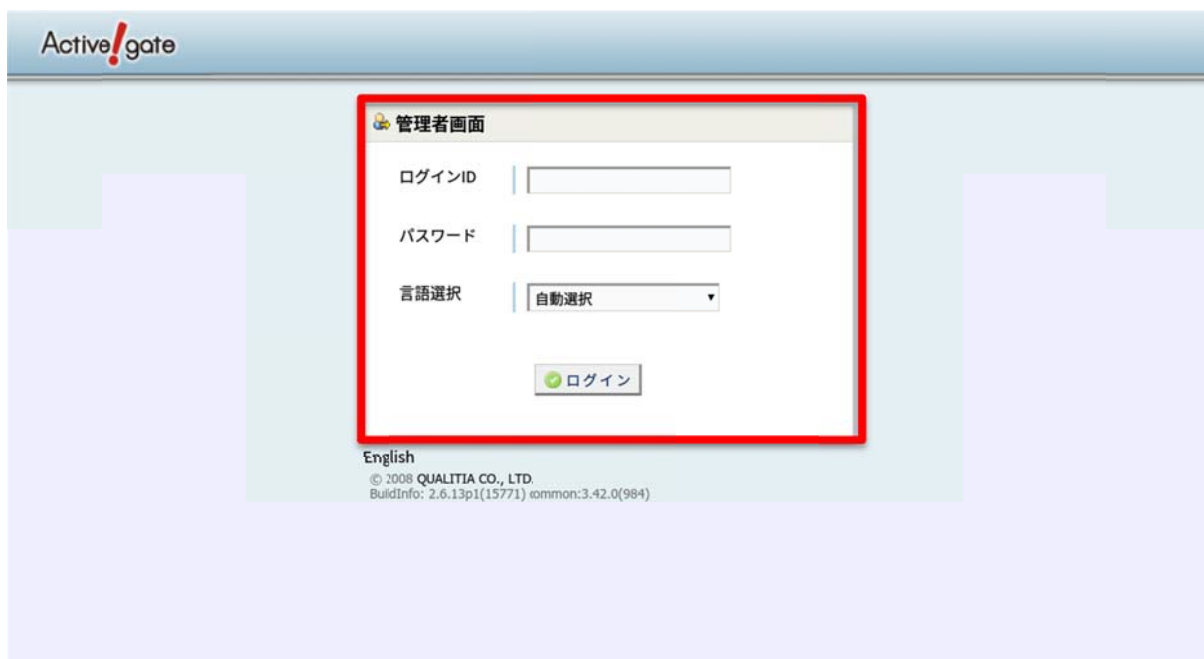 Active!gate
管理者画面
ログインID
パスワード
言語選択
自動選択
ログイン
English
© 2008 QUALITIA CO., LTD.
BuildInfo: 2.6.13p1(15771) common:3.42.0(984)